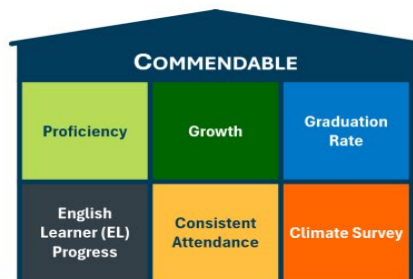 COMMENDABLE
Proficiency
Growth
Graduation
Rate
English
Learner (EL)
Progress
Consistent
Attendance
Climate Survey